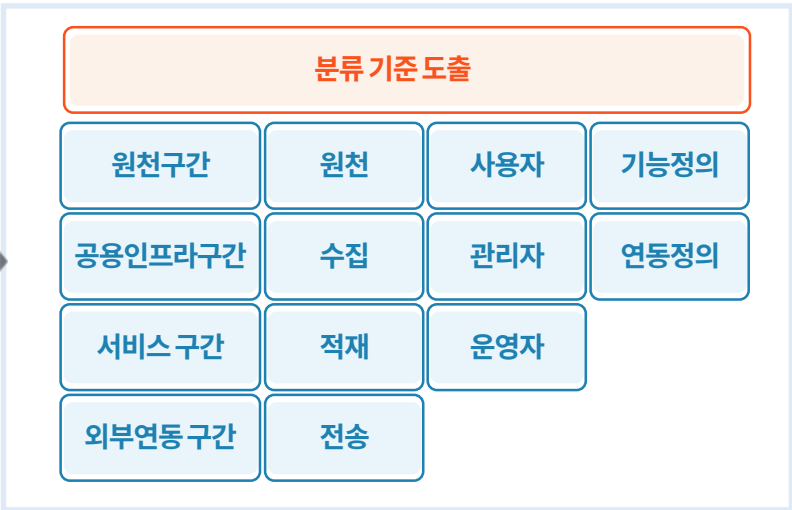 분류 기준 도출
원천구간 원천 사용자 기능정의
공용인프라구간 수집 관리자 연동정의
서비스 구간 적재 운영자
외부연동 구간 전송